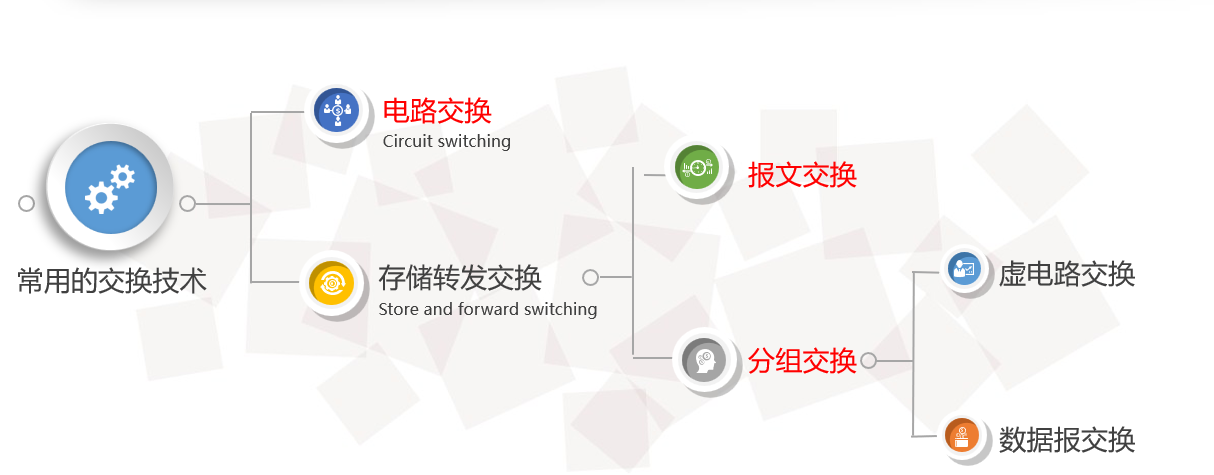 常用的交换技术
电路交换
Circuit switching
存储转发交换
Store and forward switching
报文交换
分组交换
虚电路交换
数据报交换